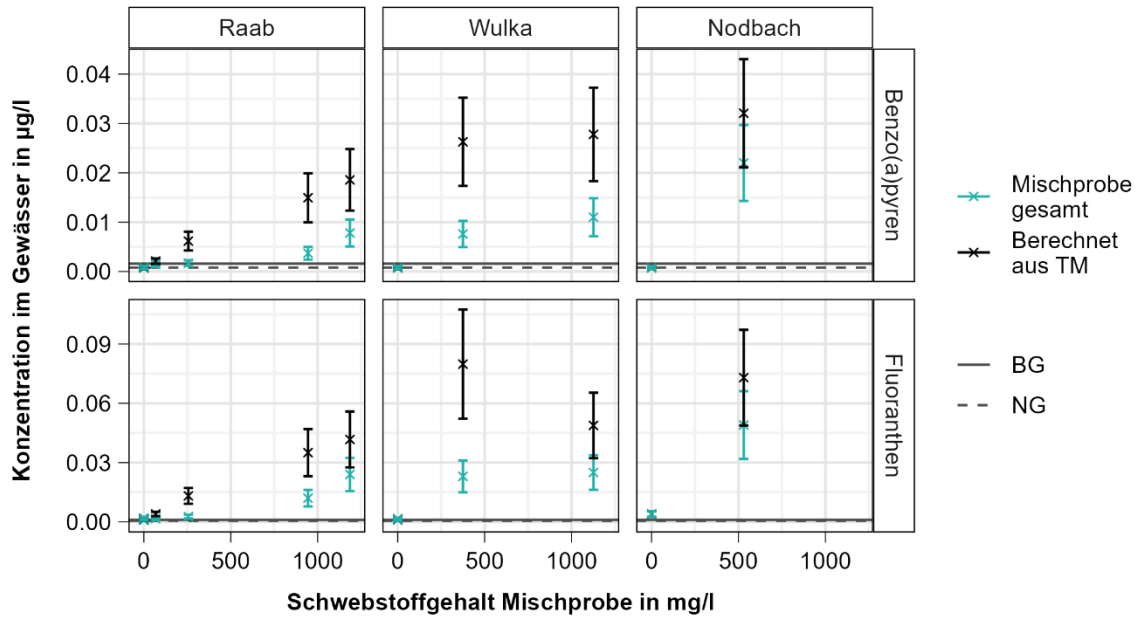 Raab
Wulka
Nodbach
Konzentration im Gewässer in µg/l
0.04
0.03
0.02
0.01
0.00
Benzo(a)pyren
0.09
0.06
0.03
0.00
Fluoranthen
0 500 1000
0 500 1000
0 500 1000
Schwebstoffgehalt Mischprobe in mg/l
Mischprobe
gesamt
Berechnet
aus TM
BG
NG